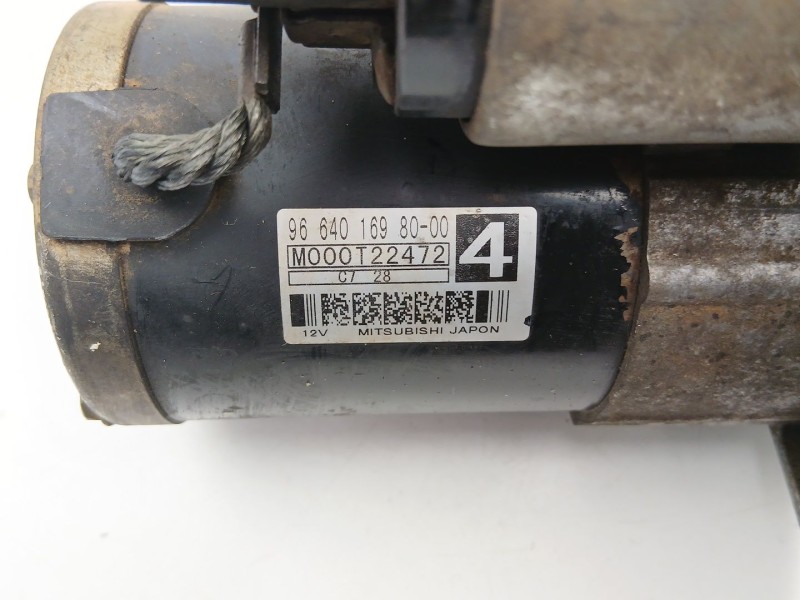 96 640 169 80-00
4
M000T22472
C7 28
12V MITSUBISHI JAPON